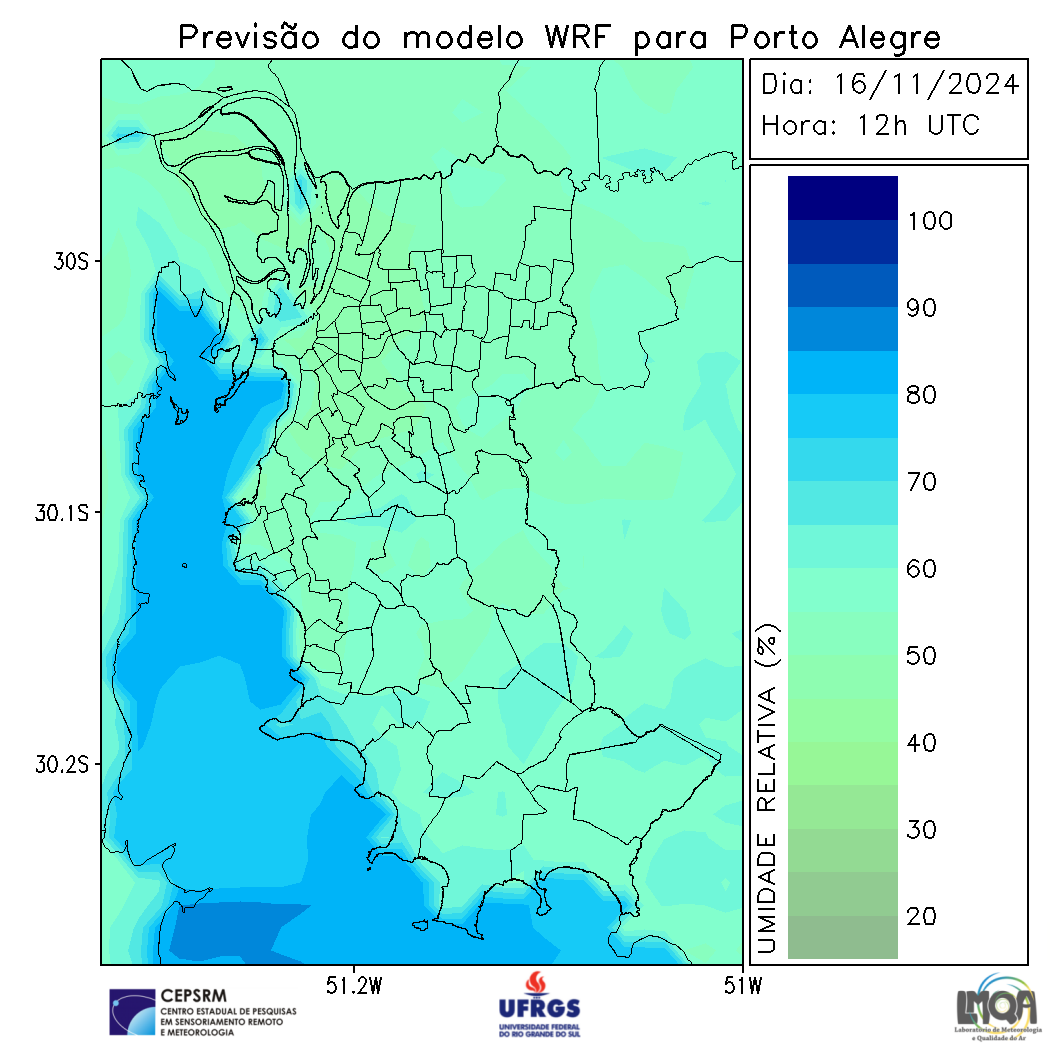 Previsão do modelo WRF para Porto Alegre
Dia: 16/11/2024
Hora: 12h UTC
100
90
80
70
60
50
40
30
20
UMIDADE RELATIVA (%)
30S
30.1S
30.2S
51.2W
51W
CEPSRM
CENTRO ESTADUAL DE PESQUISAS
EM SENSORIAMENTO REMOTO
E METEOROLOGIA
UFRGS
UNIVERSIDADE FEDERAL
DO RIO GRANDE DO SUL
LMQA
Laboratório de Meteorologia
e Qualidade do Ar